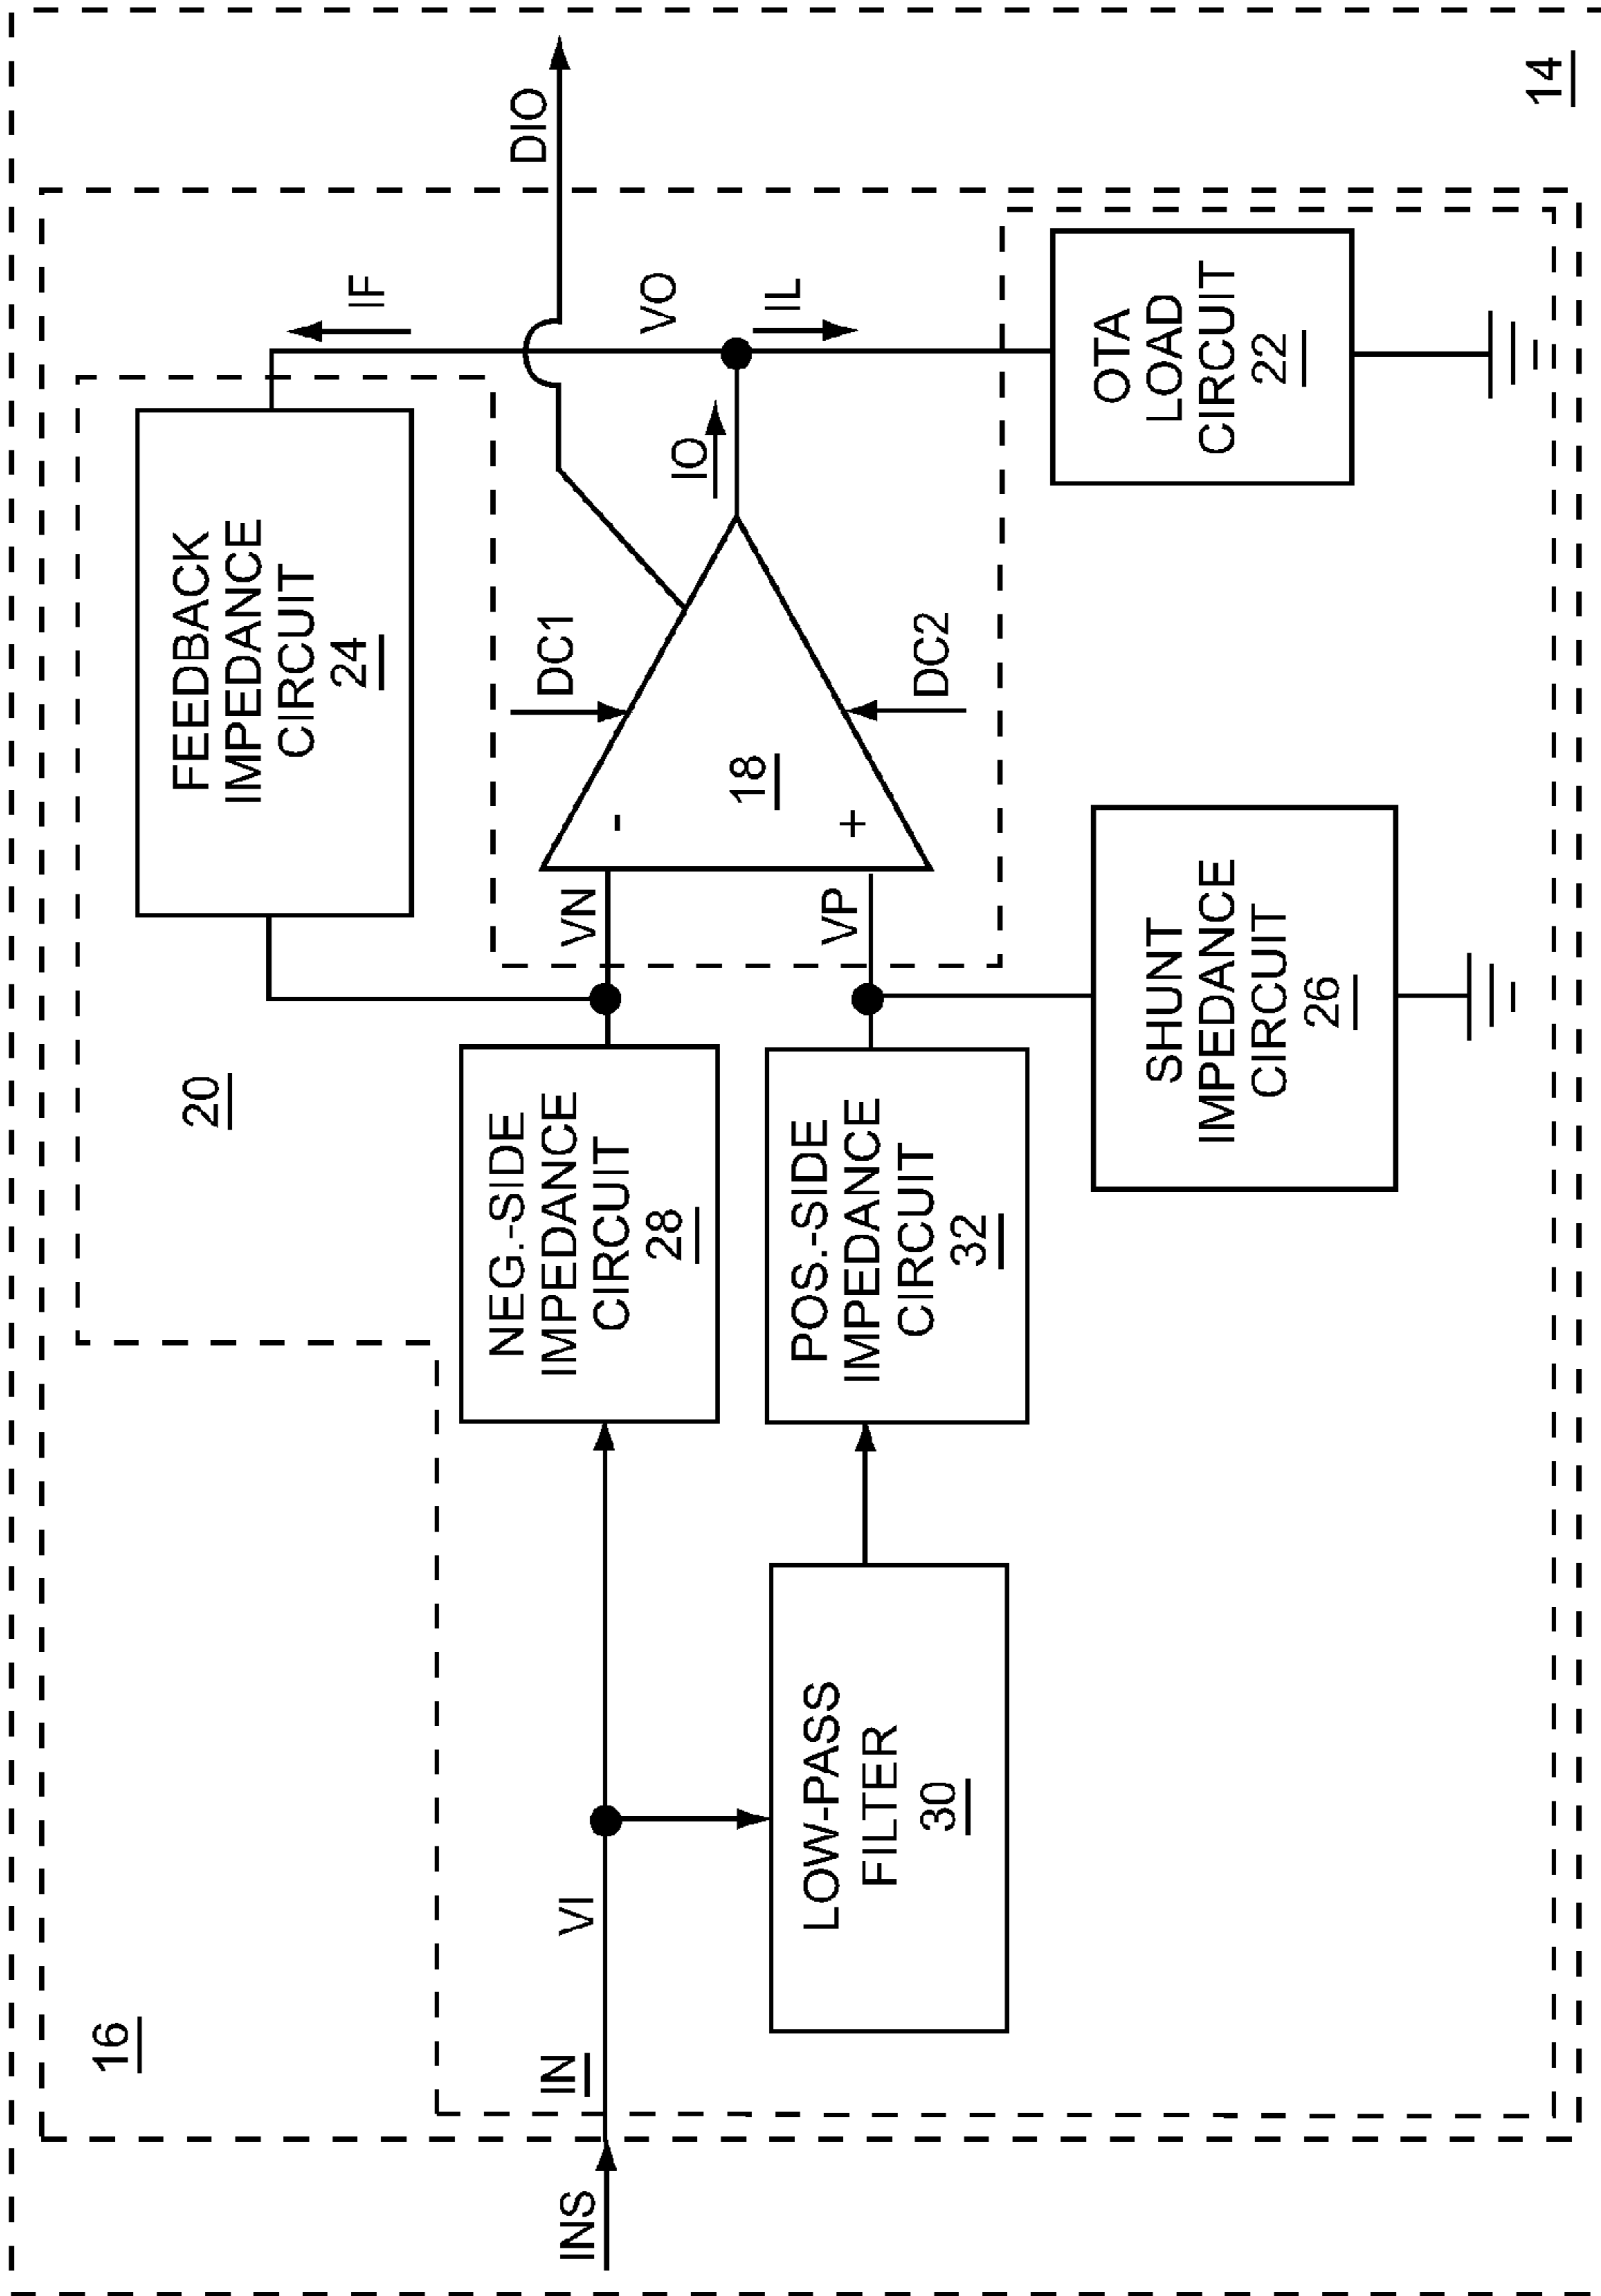 16
20
FEEDBACK
IMPEDANCE
CIRCUIT
24
IF
DIO
14
INS
IN
VI
NEG.-SIDE
IMPEDANCE
CIRCUIT
28
VN
DC1
-
18
+
IO
VO
IL
LOW-PASS
FILTER
30
POS.-SIDE
IMPEDANCE
CIRCUIT
32
VP
DC2
SHUNT
IMPEDANCE
CIRCUIT
26
OTA
LOAD
CIRCUIT
22